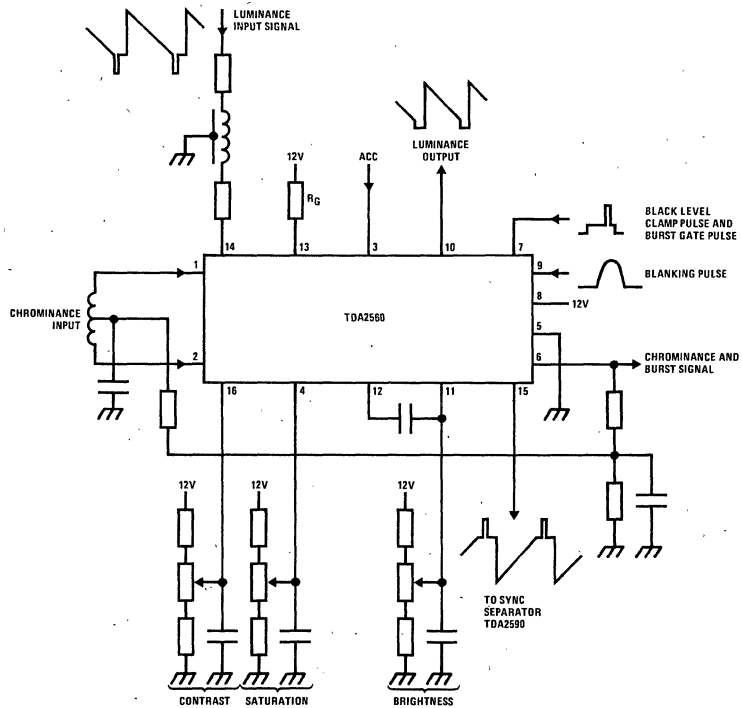 LUMINANCE
INPUT SIGNAL
LUMINANCE
OUTPUT
12V
ACC
RG
BLACK LEVEL
CLAMP PULSE AND
BURST GATE PULSE
14
13
3
10
7
1
9
BLANKING PULSE
8
12V
CHROMINANCE
INPUT
TDA2560
5
2
6
CHROMINANCE AND
BURST SIGNAL
16
4
12
11
15
12V
12V
12V
TO SYNC
SEPARATOR
TDA2590
CONTRAST
SATURATION
BRIGHTNESS